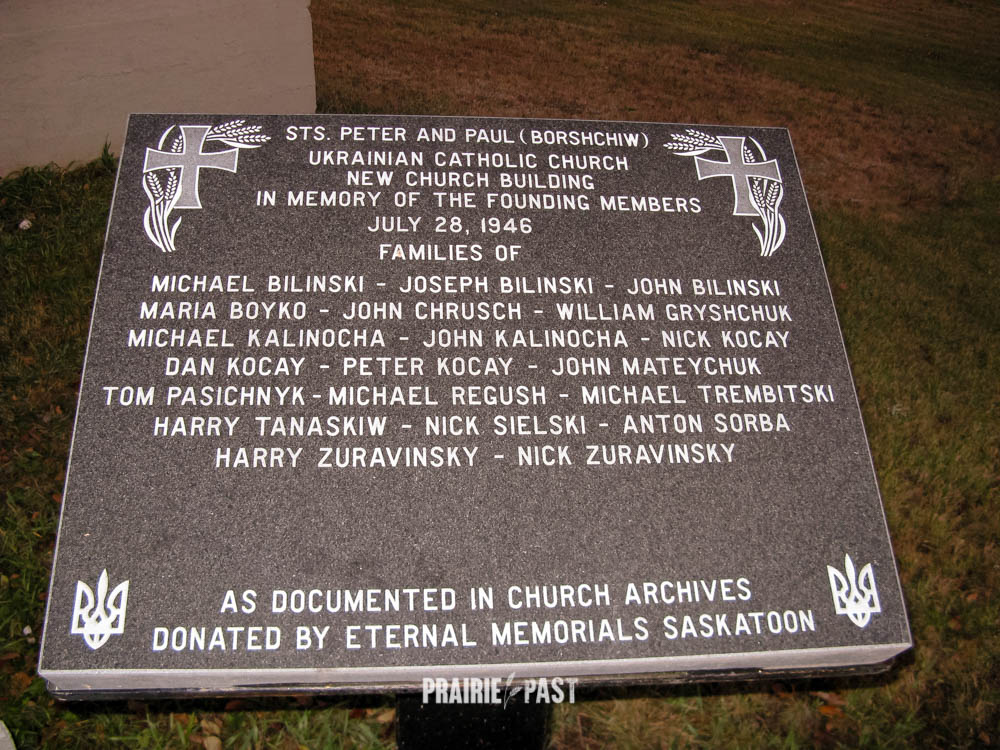 STS. PETER AND PAUL (BORSHCHIW)
UKRAINIAN CATHOLIC CHURCH
NEW CHURCH BUILDING
IN MEMORY OF THE FOUNDING MEMBERS
JULY 28, 1946
FAMILIES OF
MICHAEL BILINSKI - JOSEPH BILINSKI - JOHN BILINSKI
MARIA BOYKO - JOHN CHRUSCH - WILLIAM GRYSHCHUK
MICHAEL KALINOCHA - JOHN KALINOCHA - NICK KOCAY
DAN KOCAY - PETER KOCAY - JOHN MATEYCHUK
TOM PASICHNYK - MICHAEL REGUSH - MICHAEL TREMBITSKI
HARRY TANASKIW - NICK SIELSKI - ANTON SORBA
HARRY ZURAVINSKY - NICK ZURAVINSKY
AS DOCUMENTED IN CHURCH ARCHIVES
DONATED BY ETERNAL MEMORIALS SASKATOON
PRAIRIE PAST